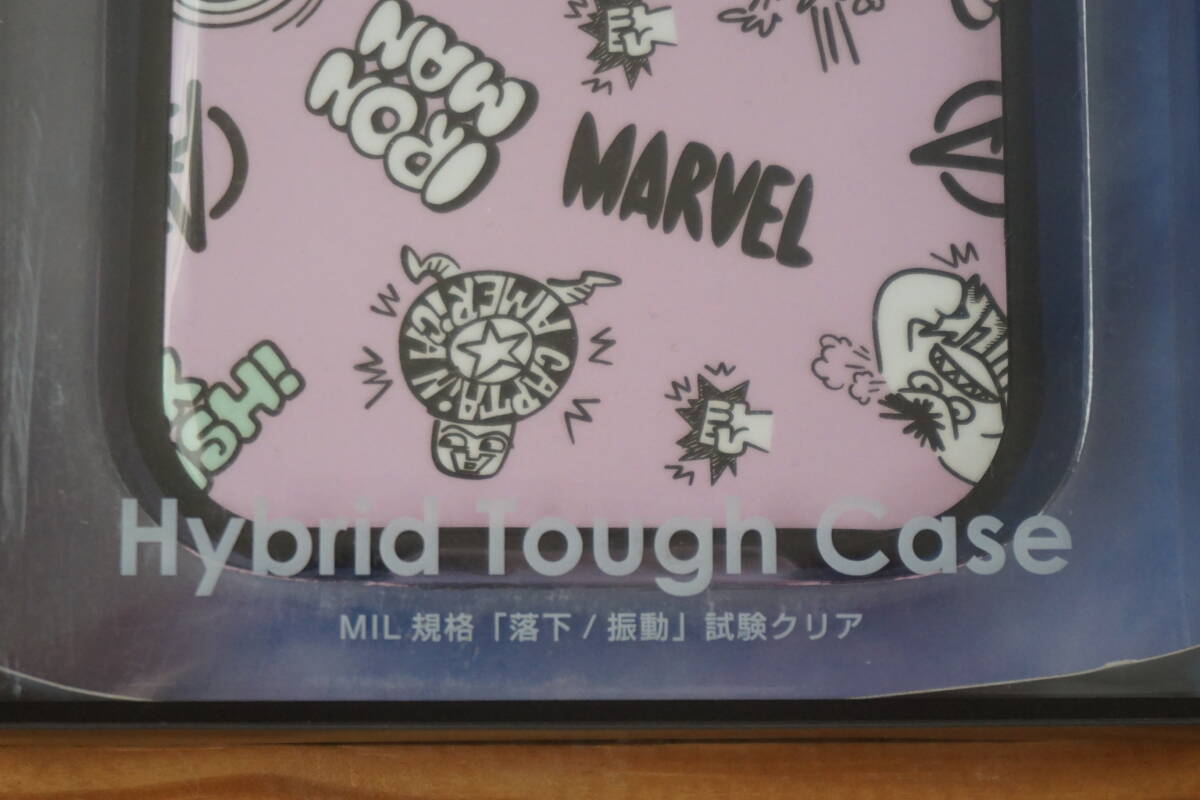 IRON
MAN
MARVEL
CAPTAIN AMERICA
SH!
Hybrid Tough Case
MIL 規格「落下 / 振動」試験クリア